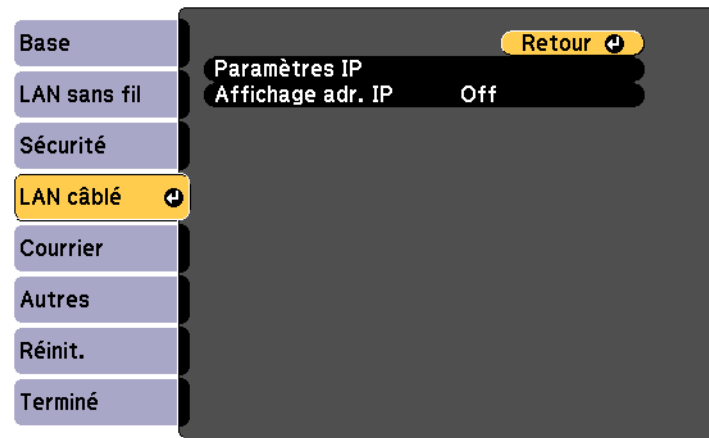 Base
LAN sans fil
Sécurité
LAN câblé
Courrier
Autres
Réinit.
Terminé
Retour
Paramètres IP
Affichage adr. IP Off